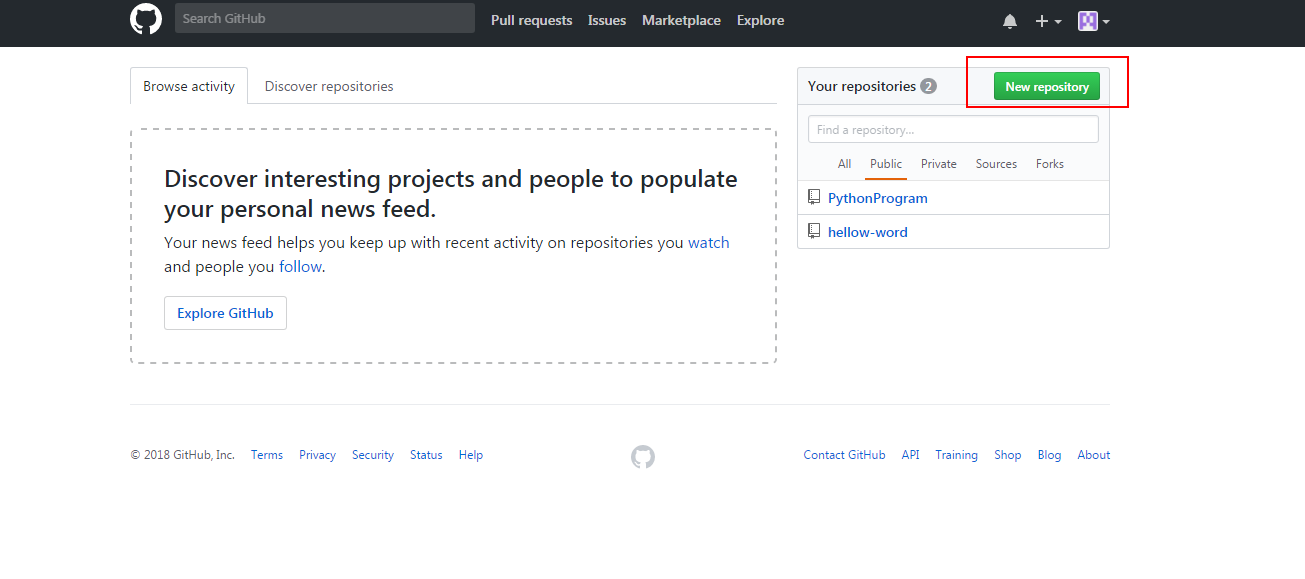 Search GitHub Pull requests Issues Marketplace Explore
Browse activity Discover repositories
Your repositories 2 New repository
Find a repository...
All Public Private Sources Forks
PythonProgram
hellow-word
Discover interesting projects and people to populate
your personal news feed.
Your news feed helps you keep up with recent activity on repositories you watch
and people you follow.
Explore GitHub
© 2018 GitHub, Inc. Terms Privacy Security Status Help
Contact GitHub API Training Shop Blog About